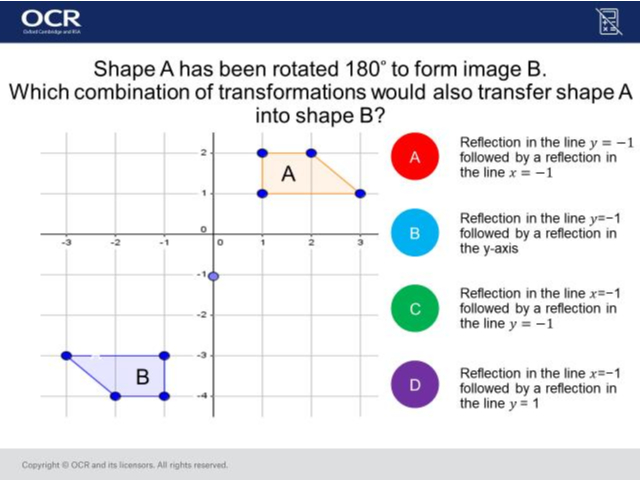 OCR
Oxford Cambridge and RSA
Shape A has been rotated 180° to form image B.
Which combination of transformations would also transfer shape A
into shape B?
A
Reflection in the line y = −1
followed by a reflection in
the line x = −1
B
Reflection in the line y=−1
followed by a reflection in
the y-axis
C
Reflection in the line x=−1
followed by a reflection in
the line y = −1
D
Reflection in the line x=−1
followed by a reflection in
the line y = 1
2
A
1
0
-3 -2 -1 0 1 2 3
-1
-2
-3
B
-4
Copyright © OCR and its licensors. All rights reserved.